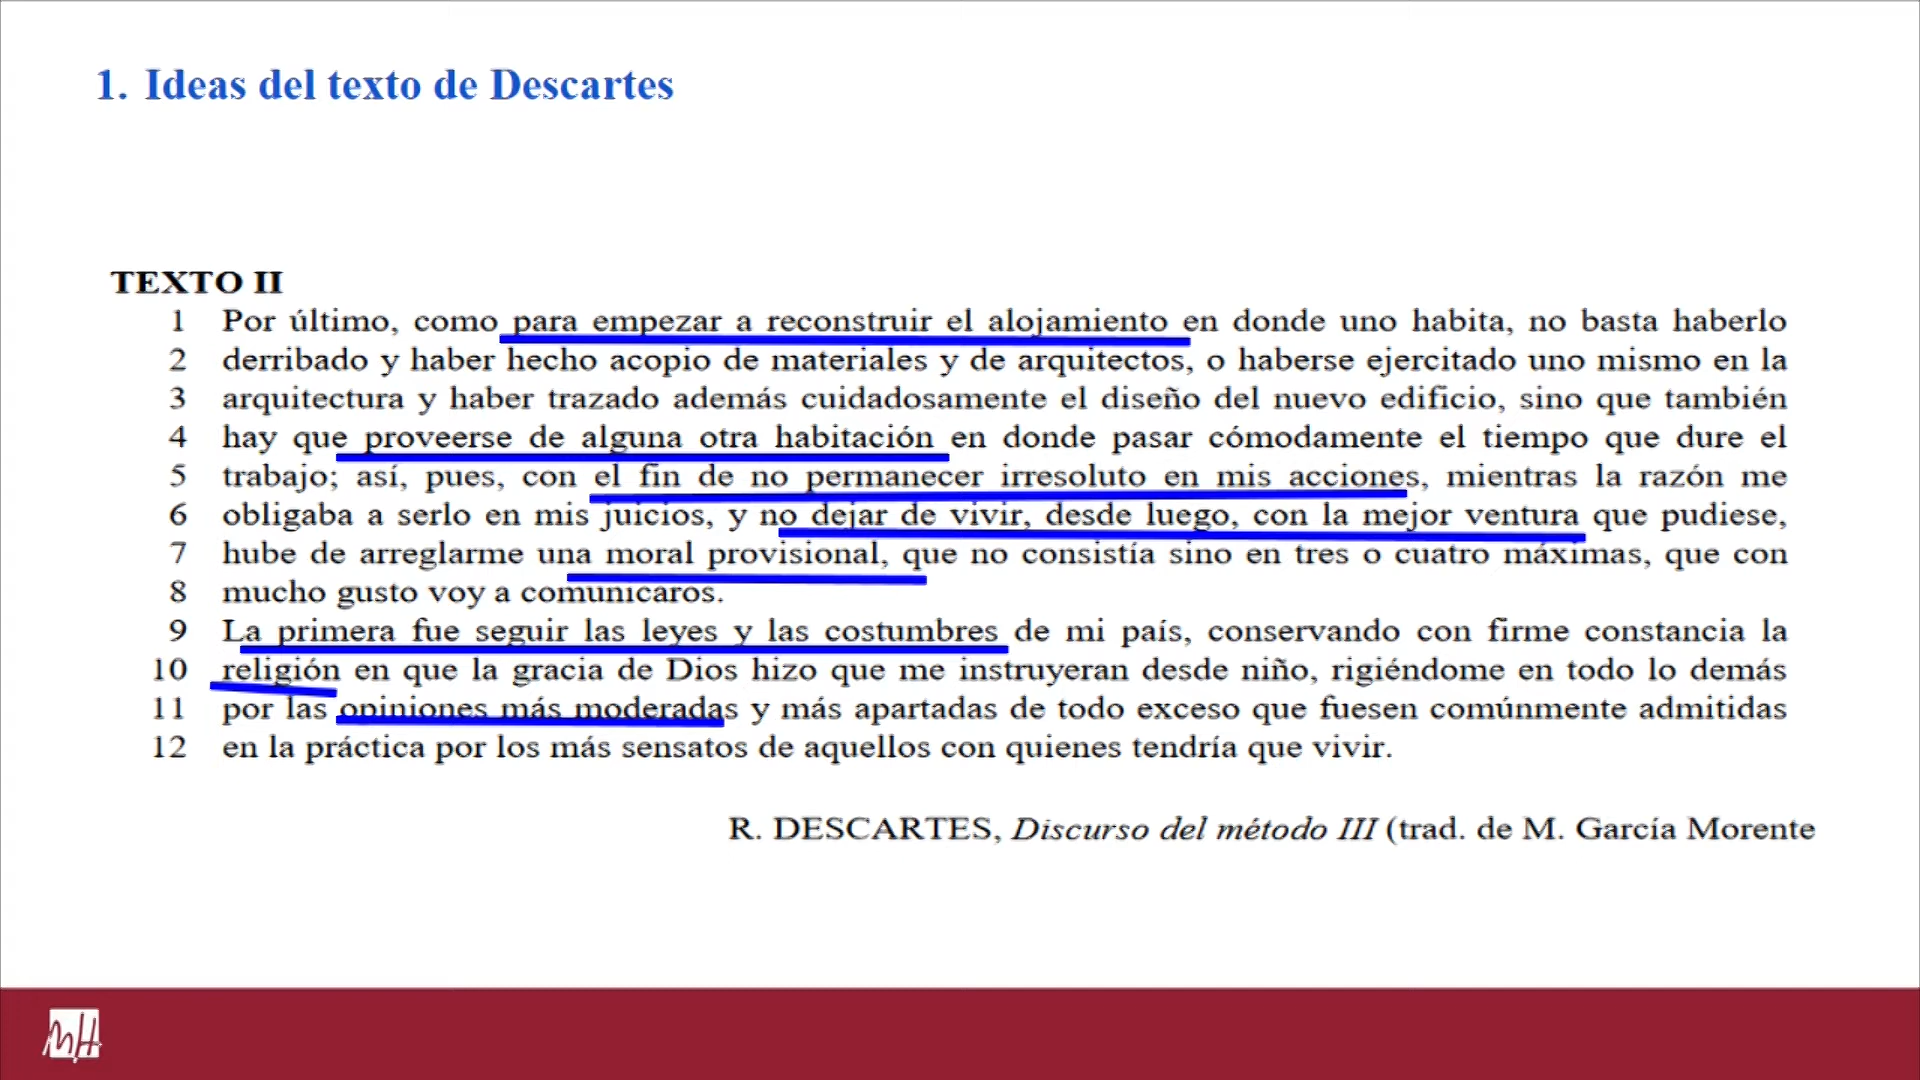 1. Ideas del texto de Descartes
TEXTO II
1 Por último, como para empezar a reconstruir el alojamiento en donde uno habita, no basta haberlo
2 derribado y haber hecho acopio de materiales y de arquitectos, o haberse ejercitado uno mismo en la
3 arquitectura y haber trazado además cuidadosamente el diseño del nuevo edificio, sino que también
4 hay que proveerse de alguna otra habitación en donde pasar cómodamente el tiempo que dure el
5 trabajo; así, pues, con el fin de no permanecer irresoluto en mis acciones, mientras la razón me
6 obligaba a serlo en mis juicios, y no dejar de vivir, desde luego, con la mejor ventura que pudiese,
7 hube de arreglarme una moral provisional, que no consistía sino en tres o cuatro máximas, que con
8 mucho gusto voy a comunicaros.
9 La primera fue seguir las leyes y las costumbres de mi país, conservando con firme constancia la
10 religión en que la gracia de Dios hizo que me instruyeran desde niño, rigiéndome en todo lo demás
11 por las opiniones más moderadas y más apartadas de todo exceso que fuesen comúnmente admitidas
12 en la práctica por los más sensatos de aquellos con quienes tendría que vivir.
R. DESCARTES, Discurso del método III (trad. de M. García Morente
MH